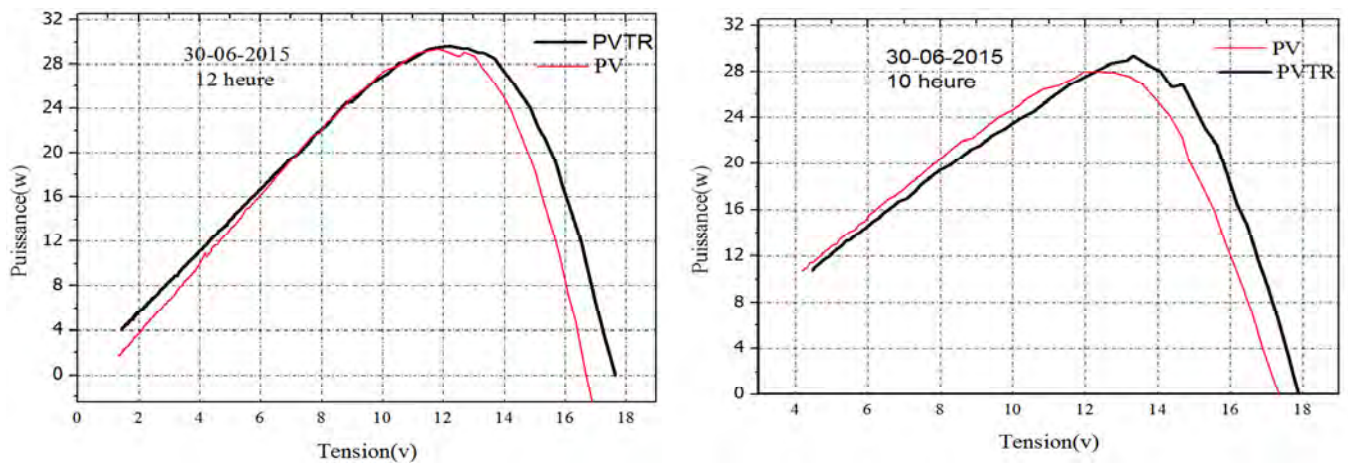 32
28
24
20
16
12
8
4
0
Puissance(w)
30-06-2015
12 heure
PVTR
PV
0 2 4 6 8 10 12 14 16 18
Tension(v)
32
28
24
20
16
12
8
4
0
Puissance(w)
30-06-2015
10 heure
PV
PVTR
4 6 8 10 12 14 16 18
Tension(v)